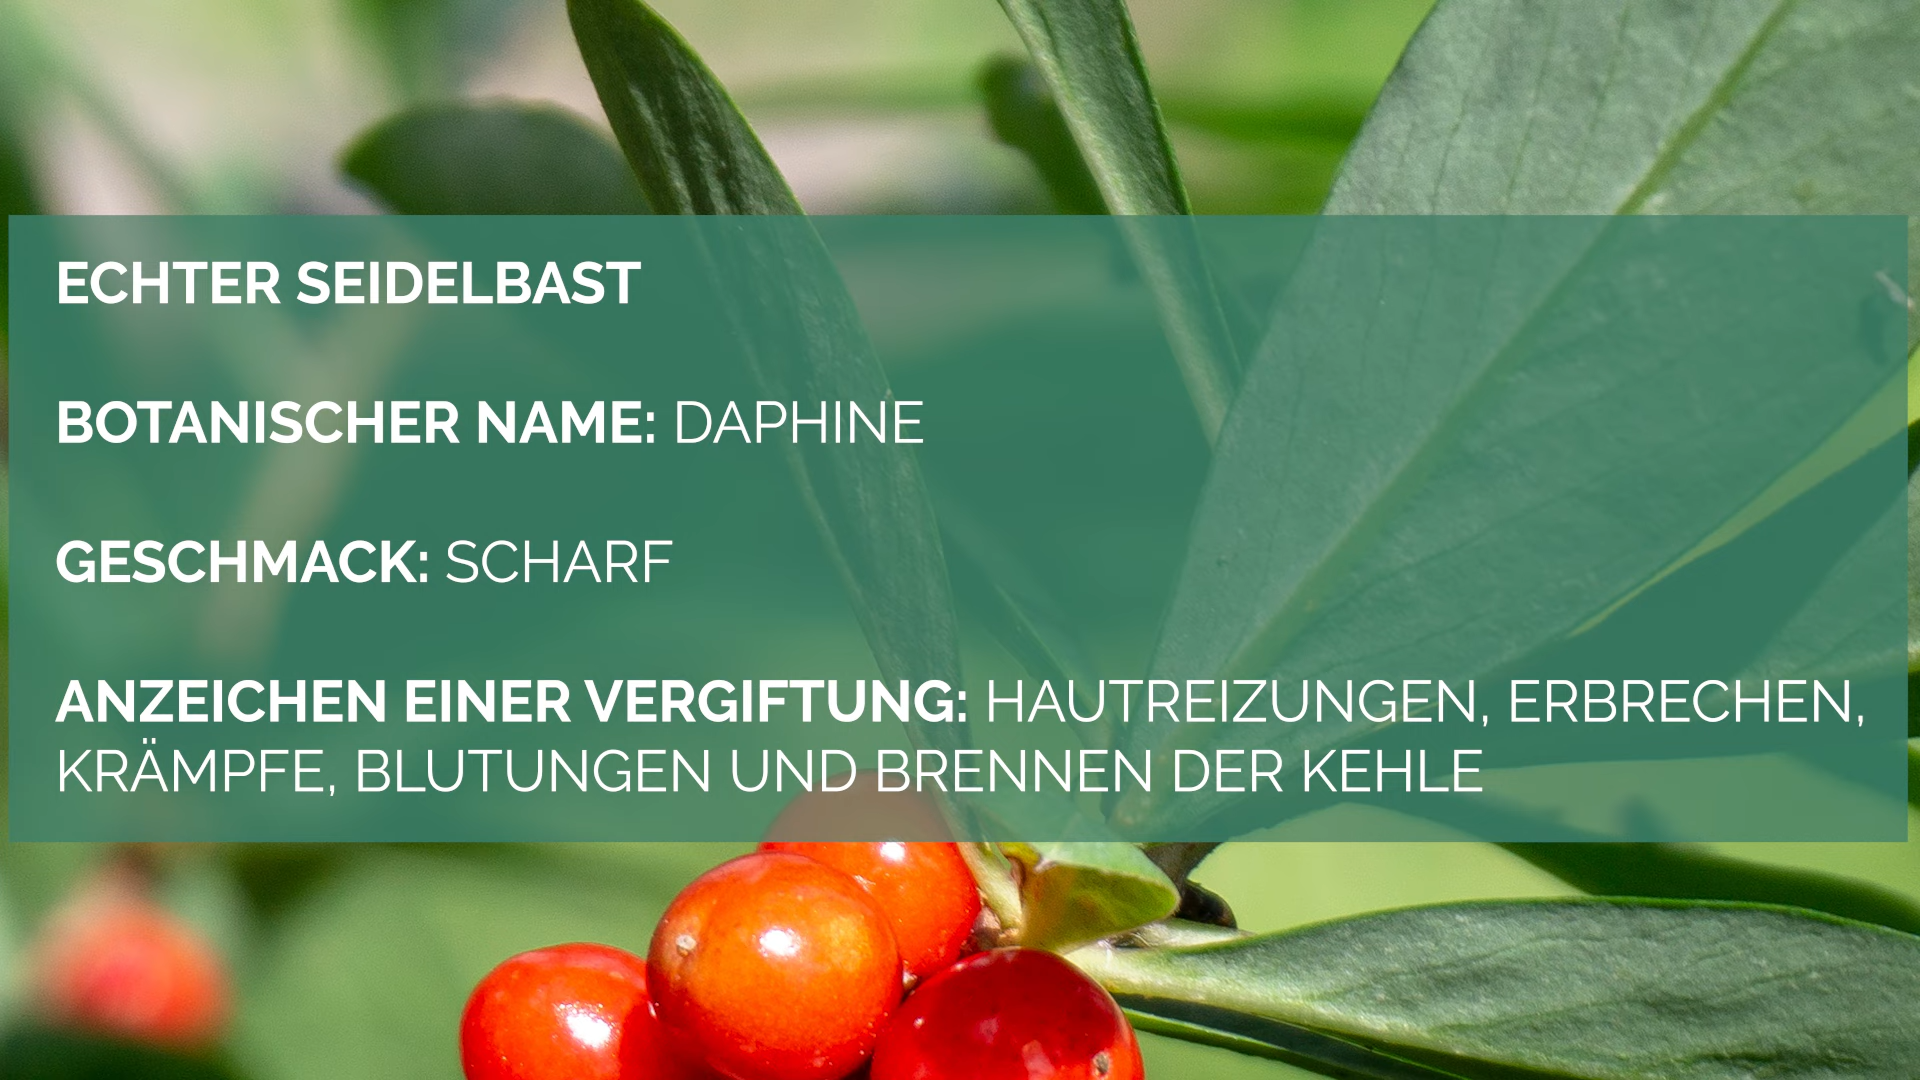 ECHTER SEIDELBAST
BOTANISCHER NAME: DAPHINE
GESCHMACK: SCHARF
ANZEICHEN EINER VERGIFTUNG: HAUTREIZUNGEN, ERBRECHEN,
KRÄMPFE, BLUTUNGEN UND BRENNEN DER KEHLE